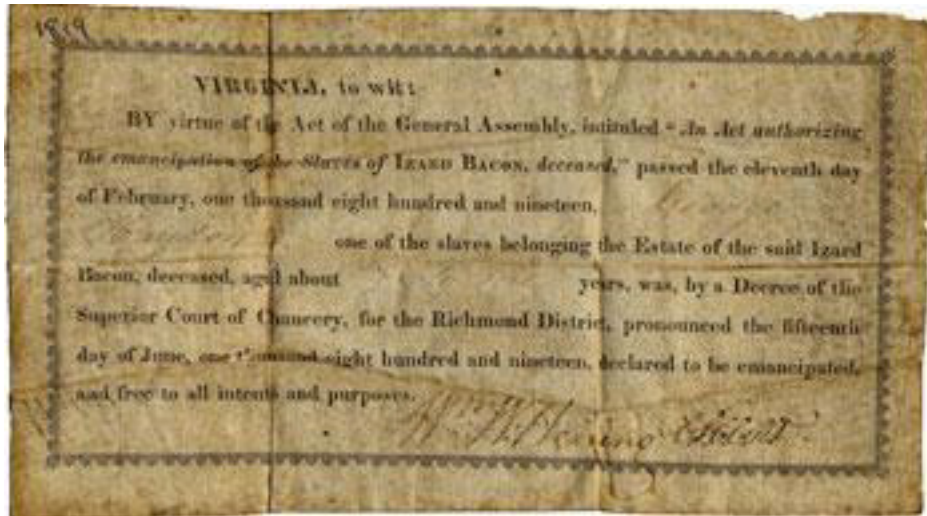 1819
VIRGINIA, to wit:
BY virtue of the Act of the General Assembly, intituled "An Act authorizing
the emancipation of the Slaves of IZARD BACON, deceased," passed the eleventh day
of February, one thousand eight hundred and nineteen,
one of the slaves belonging the Estate of the said Izard
Bacon, deceased, aged about years, was, by a Decree of the
Superior Court of Chancery, for the Richmond District, pronounced the fifteenth
day of June, one thousand eight hundred and nineteen, declared to be emancipated,
and free to all intents and purposes.
Wm. W. Hening